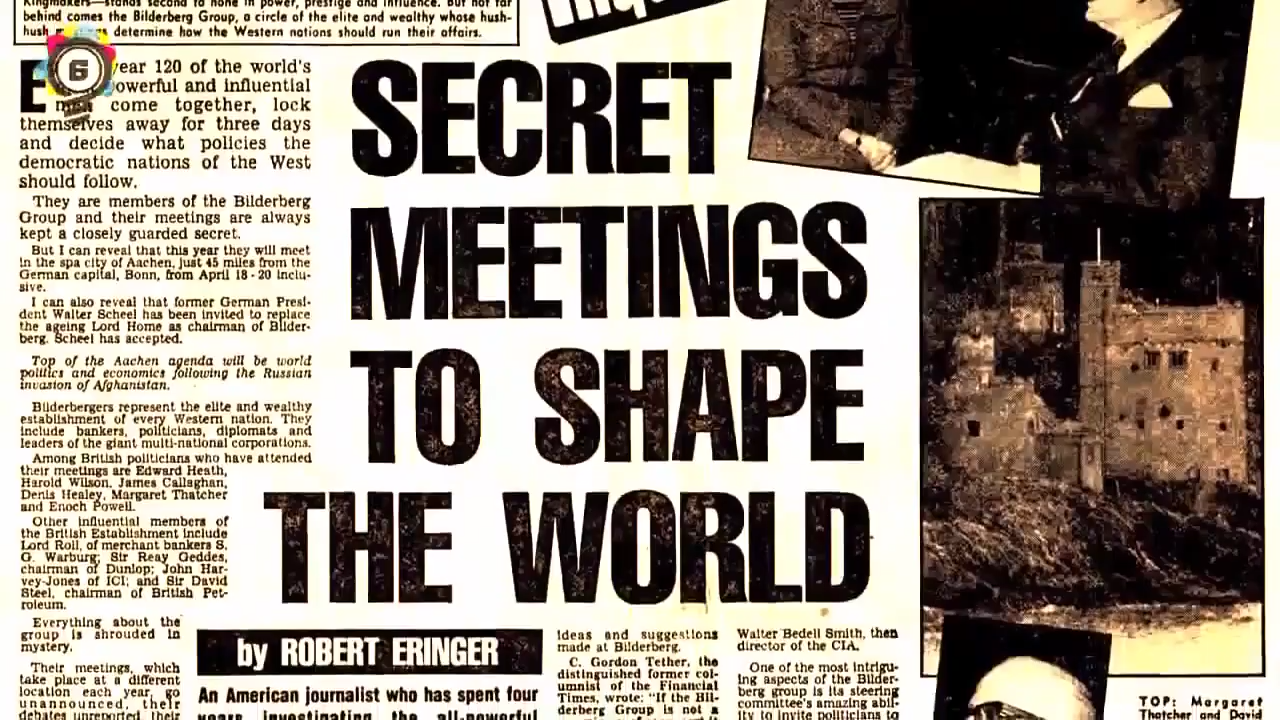 Kingmakers—stands second to none in power, prestige and influence. But not far
behind comes the Bilderberg Group, a circle of the elite and wealthy whose hush-
hush determine how the Western nations should run their affairs.
6
year 120 of the world's
powerful and influential
men come together, lock
themselves away for three days
and decide what policies the
democratic nations of the West
should follow.
They are members of the Bilderberg
Group and their meetings are always
kept a closely guarded secret.
But I can reveal that this year they will meet
in the spa city of Aachen, just 45 miles from the
German capital, Bonn, from April 18 - 20 inclu-
sive.
I can also reveal that former German Presi-
dent Walter Scheel has been invited to replace
the ageing Lord Home as chairman of Bilder-
berg. Scheel has accepted.
Top of the Aachen agenda will be world
politics and economics following the Russian
invasion of Afghanistan.
Bilderbergers represent the elite and wealthy
establishment of every Western nation. They
include bankers, politicians, diplomats and
leaders of the giant multi-national corporations.
Among British politicians who have attended
their meetings are Edward Heath,
Harold Wilson, James Callaghan,
Denis Healey, Margaret Thatcher
and Enoch Powell.
Other influential members of
the British Establishment include
Lord Roll, of merchant bankers S.
G. Warburg; Sir Reay Geddes,
chairman of Dunlop; John Har-
vey-Jones of ICI; and Sir David
Steel, chairman of British Pet-
roleum.
Everything about the
group is shrouded in
mystery.
Their meetings, which
take place at a different
location each year, go
unannounced, their
debates unreported, their
SECRET
MEETINGS
TO SHAPE
THE WORLD
by ROBERT ERINGER
An American journalist who has spent four
years investigating the all-powerful
ideas and suggestions
made at Bilderberg.
C. Gordon Tether, the
distinguished former col-
umnist of the Financial
Times, wrote: "If the Bil-
derberg Group is not a
Walter Bedell Smith, then
director of the CIA.
One of the most intrigu-
ing aspects of the Bilder-
berg group is its steering
committee's amazing abil-
ity to invite politicians to
TOP: Margaret
Thatcher and David